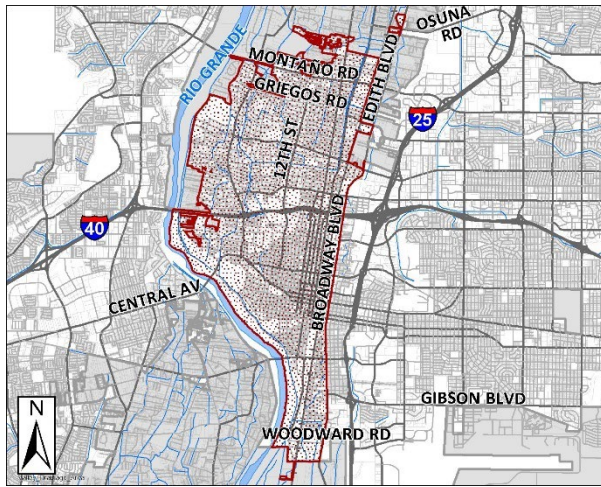 OSUNA
RD
RIO GRANDE
MONTAÑO RD
EDITH BLVD
GRIEGOS RD
25
12TH ST
40
BROADWAY BLVD
CENTRAL AV
GIBSON BLVD
N
WOODWARD RD